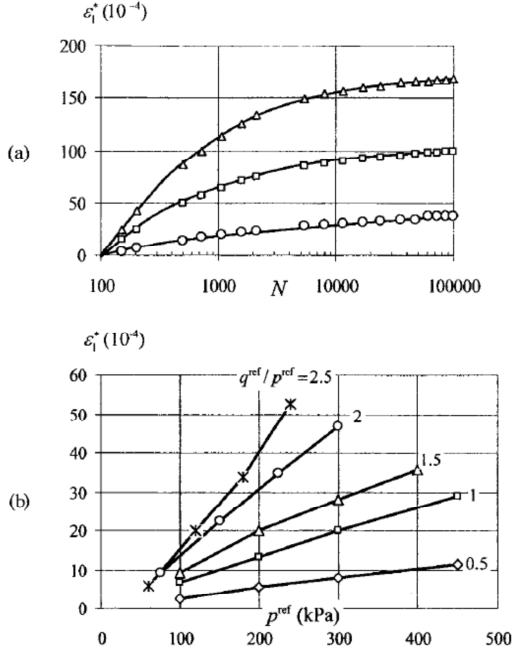 ε₁* (10⁻⁴)
200
150
(a)
100
50
0
100 1000 N 10000 100000
ε₁* (10⁻⁴)
60
q^ref / p^ref = 2.5
50
2
40
1.5
(b)
30
1
20
10
0.5
0
p^ref (kPa)
0 100 200 300 400 500